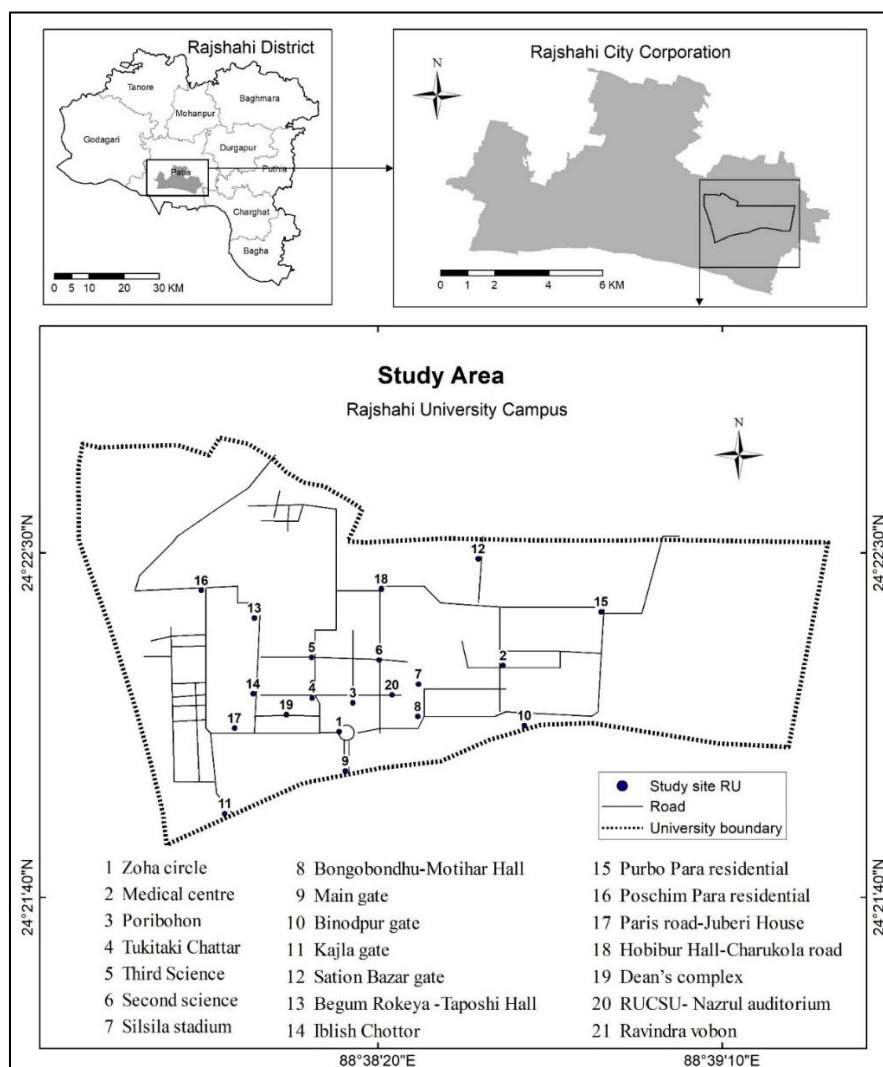 Rajshahi District
Tanore
Baghmara
Mohanpur
Godagari
Durgapur
Paba
Puthia
Charghat
Bagha
0 5 10 20 30 KM
Rajshahi City Corporation
N
0 1 2 4 6 KM
Study Area
Rajshahi University Campus
N
24°22'30"N
24°22'30"N
12
16
18
15
13
5
6
2
7
14
4
3
20
19
8
17
1
10
9
11
Study site RU
Road
University boundary
24°21'40"N
24°21'40"N
1 Zoha circle
2 Medical centre
3 Poribohon
4 Tukitaki Chattar
5 Third Science
6 Second science
7 Silsila stadium
8 Bongobondhu-Motihar Hall
9 Main gate
10 Binodpur gate
11 Kajla gate
12 Sation Bazar gate
13 Begum Rokeya -Taposhi Hall
14 Iblish Chottor
15 Purbo Para residential
16 Poschim Para residential
17 Paris road-Juberi House
18 Hobibur Hall-Charukola road
19 Dean's complex
20 RUCSU- Nazrul auditorium
21 Ravindra vobon
88°38'20"E
88°39'10"E